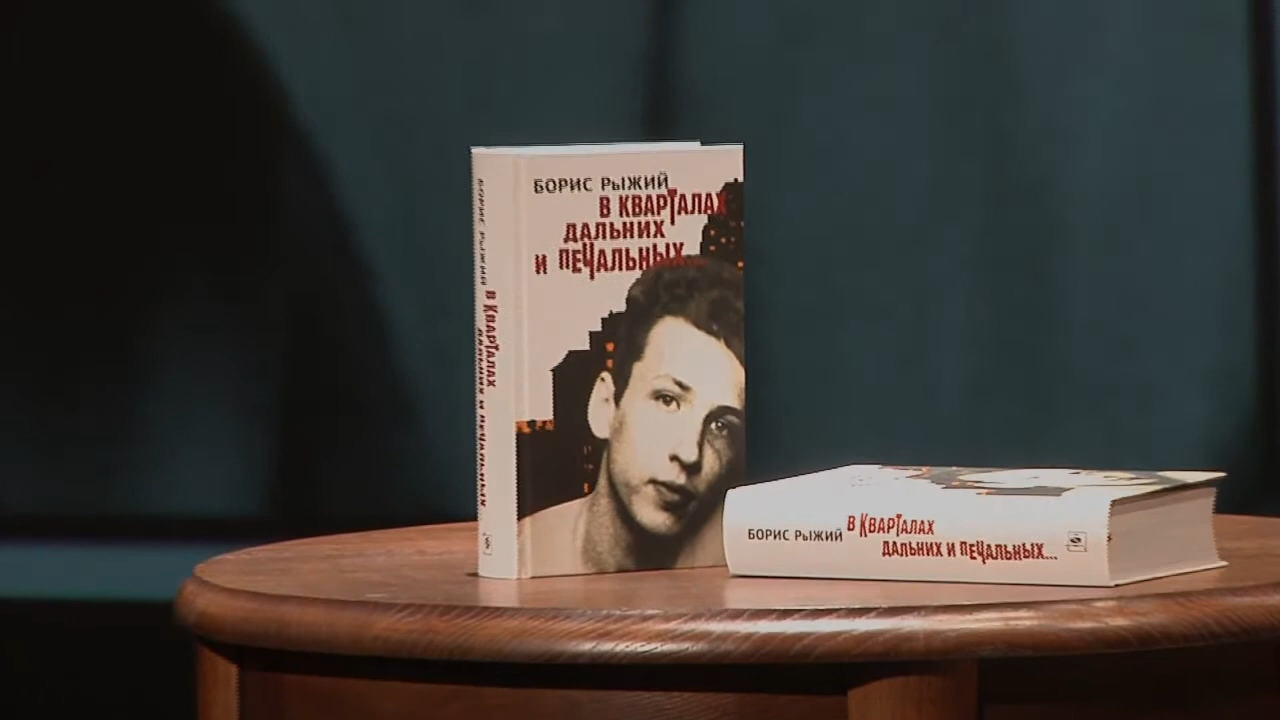 БОРИС РЫЖИЙ
В КВАРТАЛАХ
ДАЛЬНИХ
И ПЕЧАЛЬНЫХ...
БОРИС РЫЖИЙ
В КВАРТАЛАХ
ДАЛЬНИХ И ПЕЧАЛЬНЫХ...
БОРИС РЫЖИЙ
В КВАРТАЛАХ
ДАЛЬНИХ И ПЕЧАЛЬНЫХ...